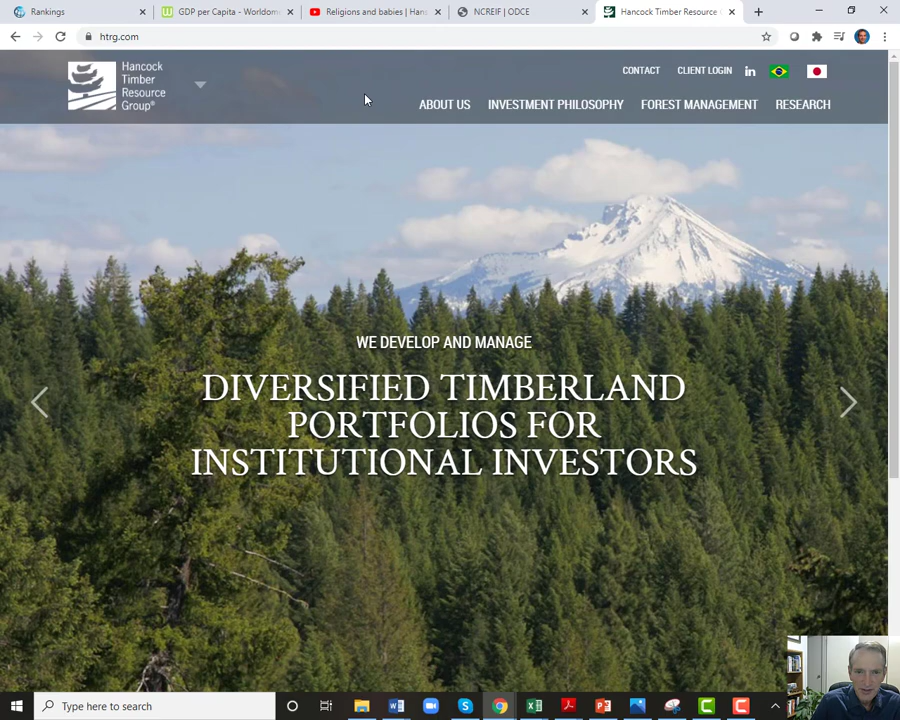 Rankings
GDP per Capita - Worldom
Religions and babies | Han
NCREIF | ODCE
Hancock Timber Resource
htrg.com
Hancock
Timber
Resource
Group®
CONTACT
CLIENT LOGIN
in
ABOUT US
INVESTMENT PHILOSOPHY
FOREST MANAGEMENT
RESEARCH
WE DEVELOP AND MANAGE
DIVERSIFIED TIMBERLAND
PORTFOLIOS FOR
INSTITUTIONAL INVESTORS
Type here to search